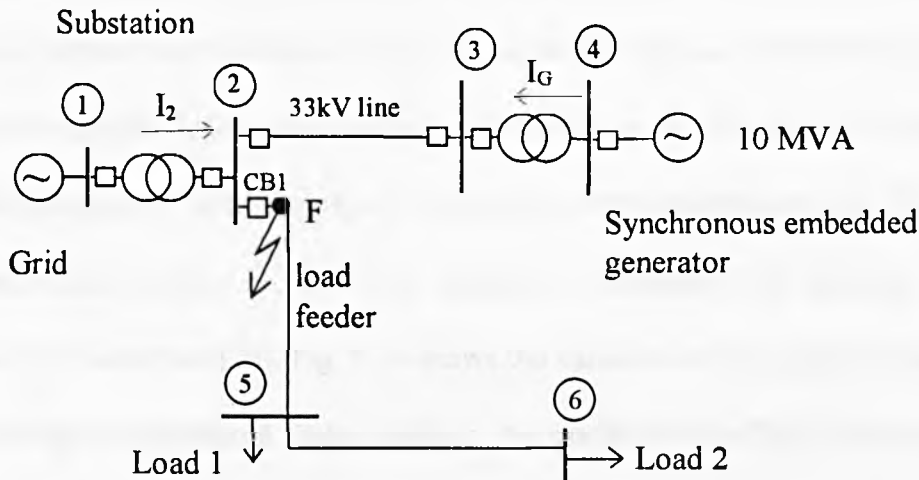 Substation
1
I2
2
33kV line
3
IG
4
10 MVA
CB1
F
Grid
load
feeder
Synchronous embedded
generator
5
Load 1
6
Load 2